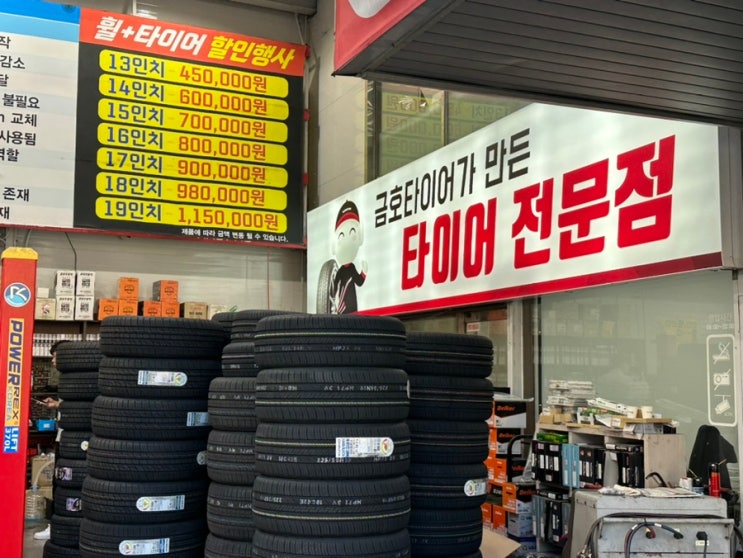 작
감소
달
불필요
교체
사용됨
역할
존재
재
휠+타이어 할인행사
13인치 450,000원
14인치 600,000원
15인치 700,000원
16인치 800,000원
17인치 900,000원
18인치 980,000원
19인치 1,150,000원
제품에 따라 금액 변동 될 수 있습니다.
금호타이어가 만든
타이어 전문점
POWERREX LIFT
KOREA
370L